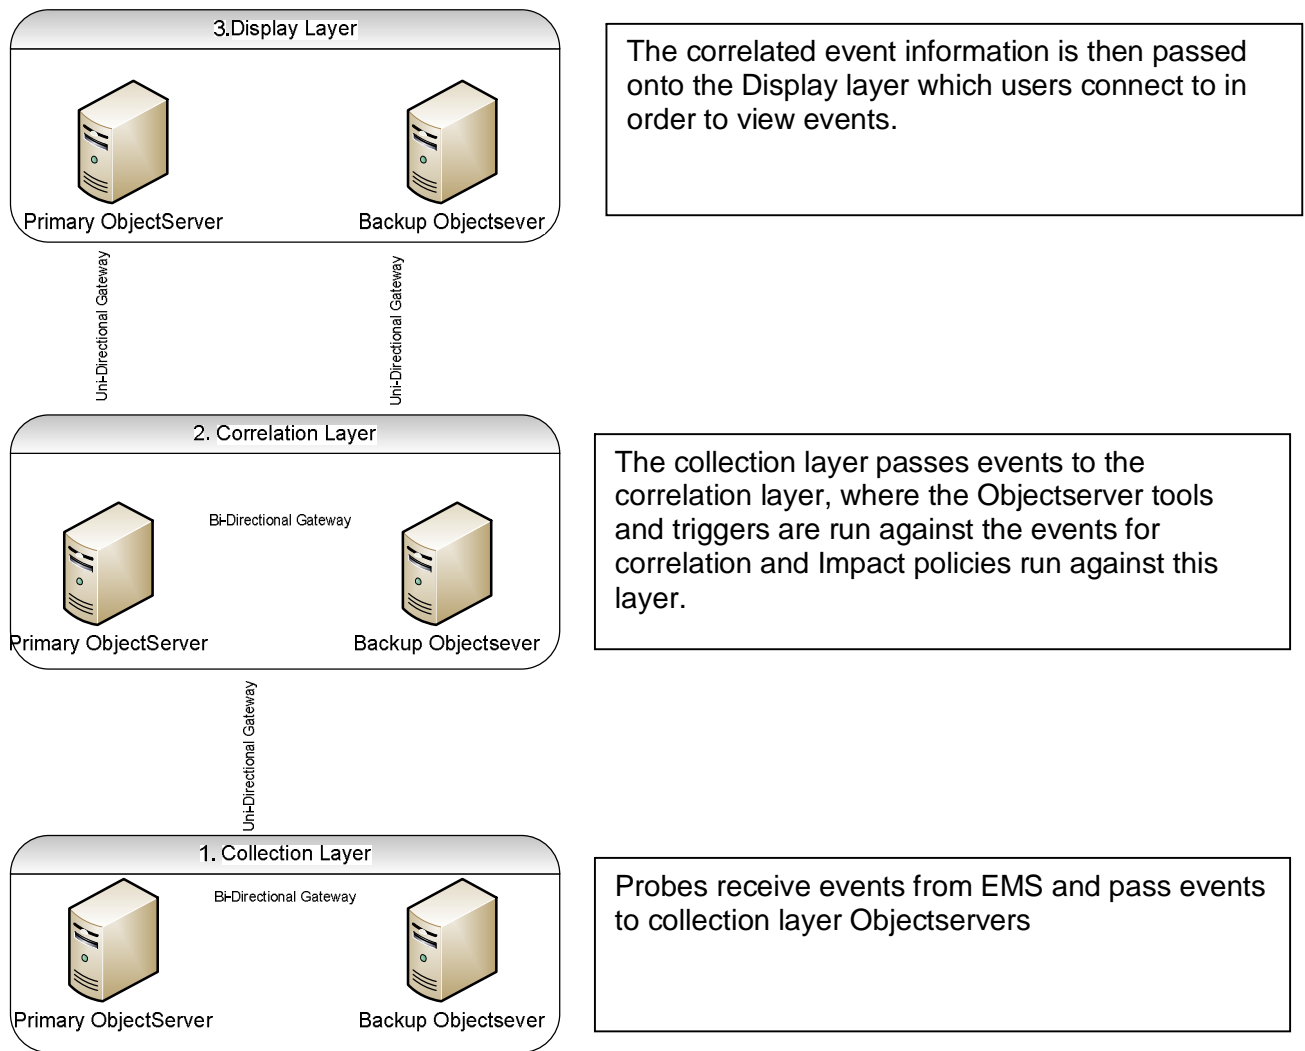 3.Display Layer
Primary ObjectServer
Backup Objectsever
The correlated event information is then passed
onto the Display layer which users connect to in
order to view events.
Uni-Directional Gateway
Uni-Directional Gateway
2. Correlation Layer
Bi-Directional Gateway
Primary ObjectServer
Backup Objectsever
The collection layer passes events to the
correlation layer, where the Objectserver tools
and triggers are run against the events for
correlation and Impact policies run against this
layer.
Uni-Directional Gateway
1. Collection Layer
Bi-Directional Gateway
Primary ObjectServer
Backup Objectsever
Probes receive events from EMS and pass events
to collection layer Objectservers